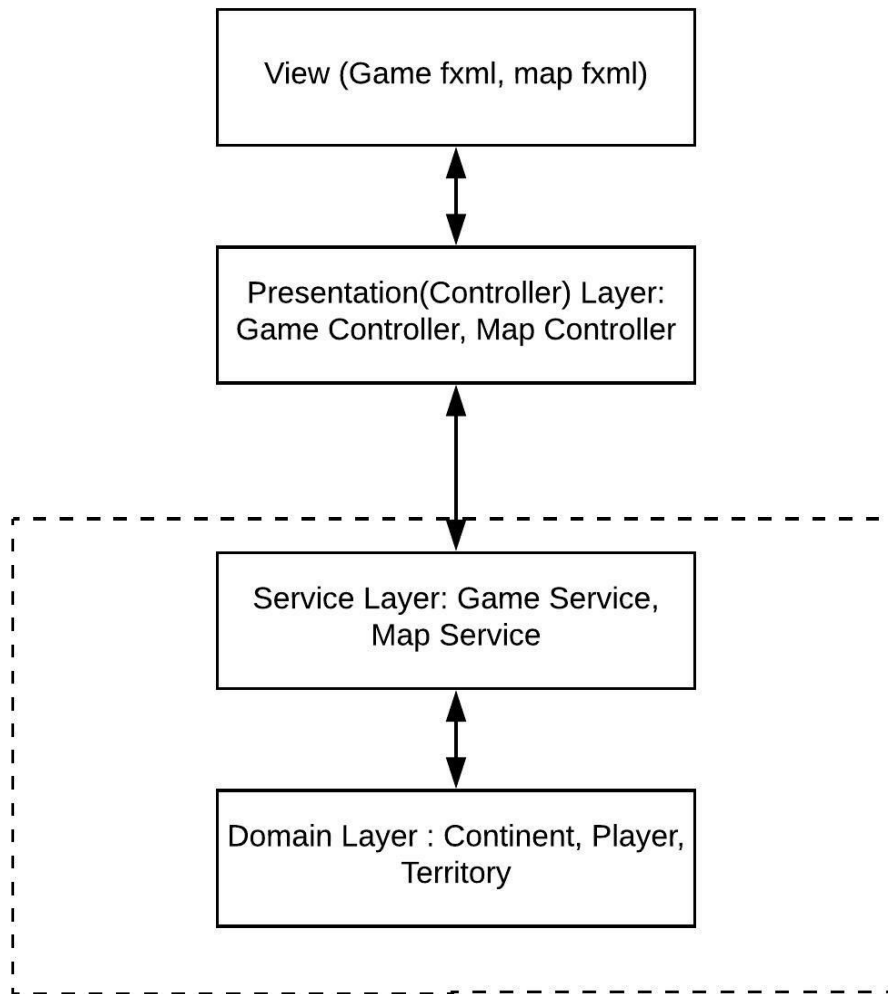 View (Game fxml, map fxml)
Presentation(Controller) Layer:
Game Controller, Map Controller
Service Layer: Game Service,
Map Service
Domain Layer : Continent, Player,
Territory